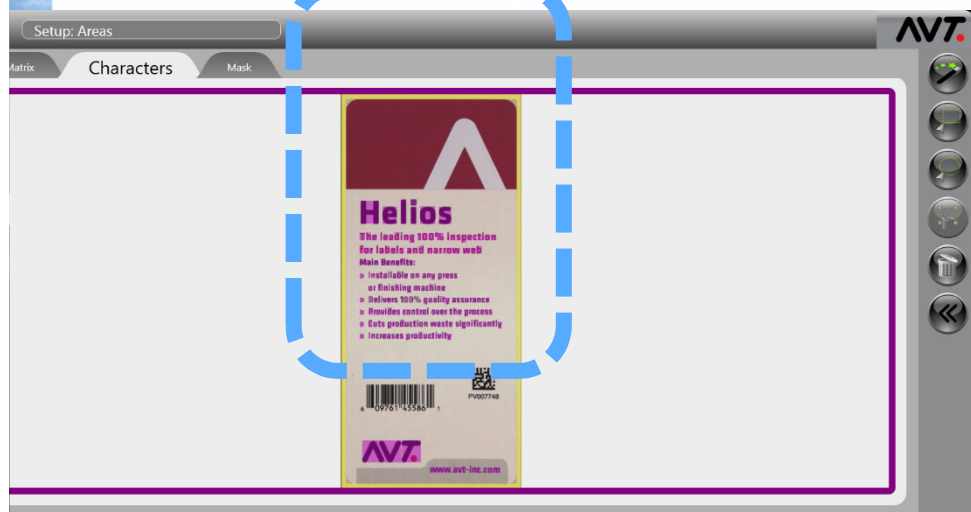 Setup: Areas
AVT.
Matrix
Characters
Mask
Helios
The leading 100% inspection
for labels and narrow web
Main Benefits:
» Installable on any press
or finishing machine
» Delivers 100% quality assurance
» Provides control over the process
» Cuts production waste significantly
» Increases productivity
PV007748
6 09761 45586 1
AVT.
www.avt-inc.com